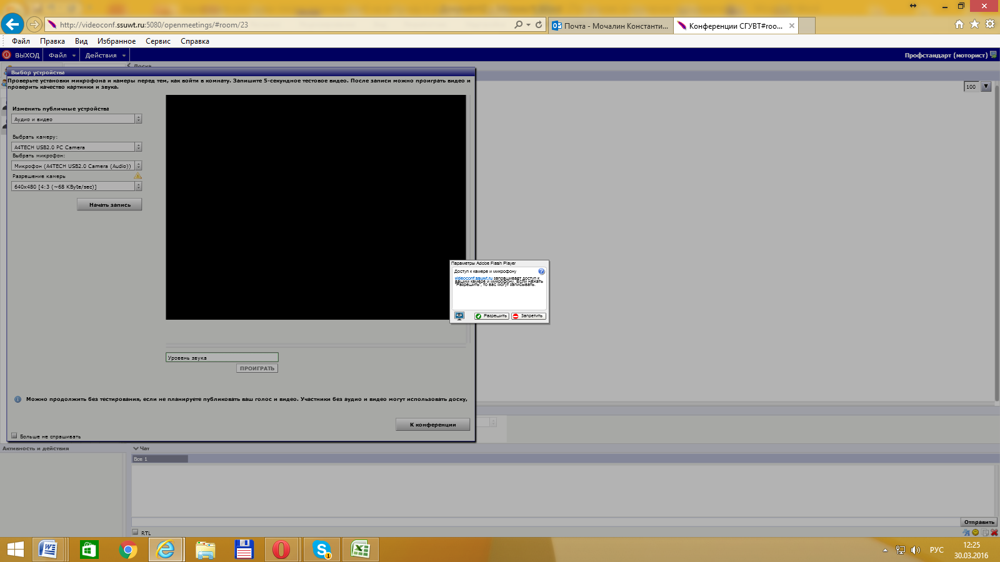 http://videoconf.ssuwt.ru:5080/openmeetings/#room/23
Почта - Мочалин Константи...
Конференции СГУВТ#roo...
Файл Правка Вид Избранное Сервис Справка
ВЫХОД Файл Действия
Профстандарт (моторист)
Доска
Выбор устройства
Проверьте установки микрофона и камеры перед тем, как войти в комнату. Запишите 5-секундное тестовое видео. После записи можно проиграть видео и
проверить качество картинки и звука.
100
Изменить публичные устройства
Аудио и видео
Выбрать камеру:
A4TECH USB2.0 PC Camera
Выбрать микрофон:
Микрофон (A4TECH USB2.0 Camera (Audio))
Разрешение камеры
640x480 [4:3 (~68 KByte/sec)]
Начать запись
Параметры Adobe Flash Player
Доступ к камере и микрофону
videoconf.ssuwt.ru запрашивает доступ к
вашим камере и микрофону. Если нажать
"Разрешить", то вас могут записывать.
Разрешить Запретить
Уровень звука
ПРОИГРАТЬ
Можно продолжить без тестирования, если не планируете публиковать ваш голос и видео. Участники без аудио и видео могут использовать доску,
К конференции
Больше не спрашивать
Активность и действия
Чат
Все 1
Отправить
RTL
РУС
12:25
30.03.2016